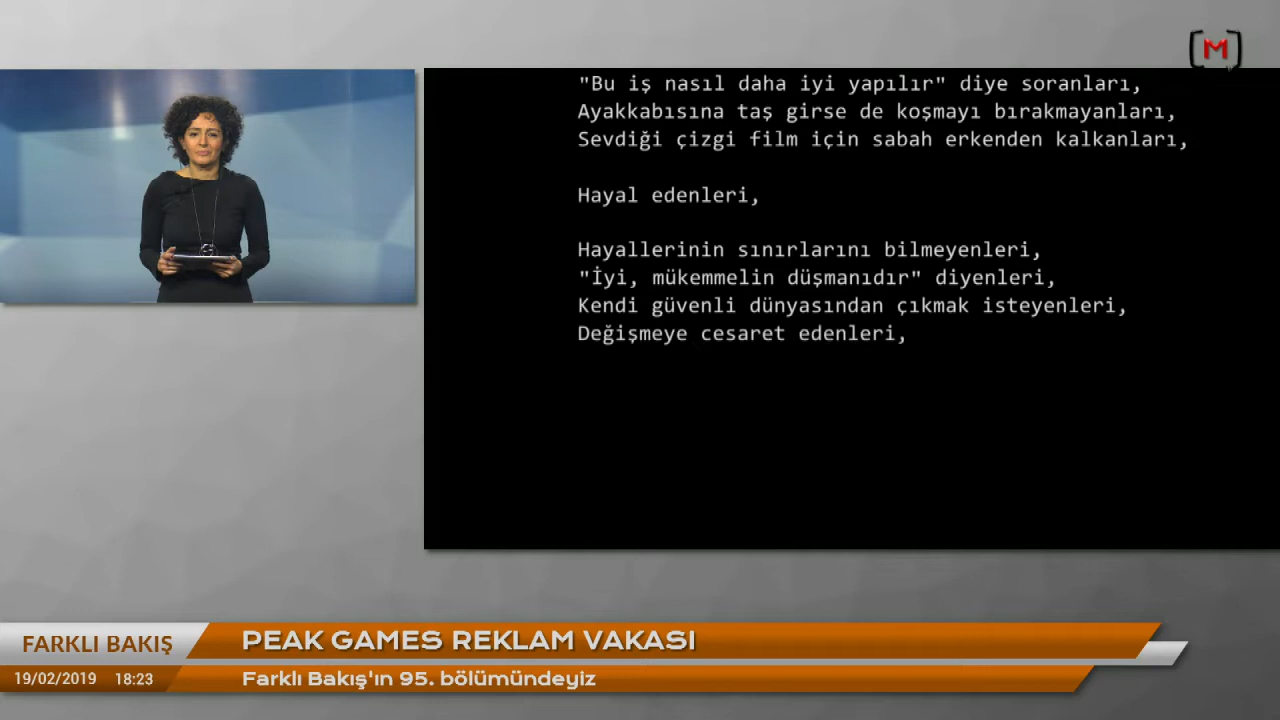 [M]
"Bu iş nasıl daha iyi yapılır" diye soranları,
Ayakkabısına taş girse de koşmayı bırakmayanları,
Sevdiği çizgi film için sabah erkenden kalkanları,
Hayal edenleri,
Hayallerinin sınırlarını bilmeyenleri,
"İyi, mükemmelin düşmanıdır" diyenleri,
Kendi güvenli dünyasından çıkmak isteyenleri,
Değişmeye cesaret edenleri,
FARKLI BAKIŞ
PEAK GAMES REKLAM VAKASI
19/02/2019 18:23
Farklı Bakış'ın 95. bölümündeyiz